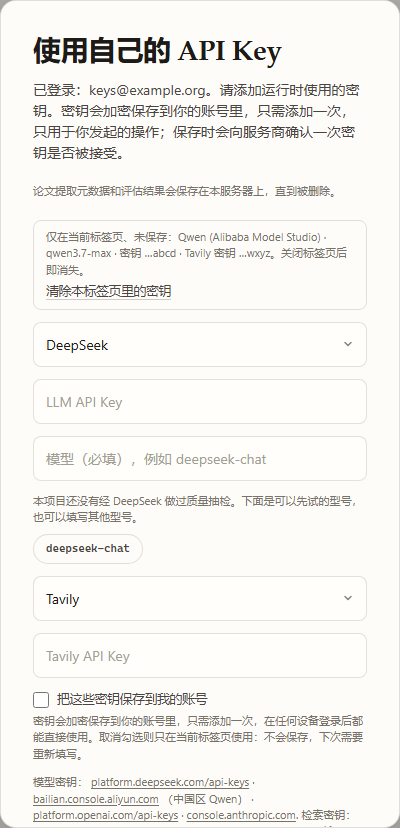 使用自己的 API Key
已登录：keys@example.org。请添加运行时使用的密
钥。密钥会加密保存到你的账号里，只需添加一次，
只用于你发起的操作；保存时会向服务商确认一次密
钥是否被接受。
论文提取元数据和评估结果会保存在本服务器上，直到被删除。
仅在当前标签页、未保存：Qwen (Alibaba Model Studio) ·
qwen3.7-max · 密钥 …abcd · Tavily 密钥 …wxyz。关闭标签页后
即消失。
清除本标签页里的密钥
DeepSeek
LLM API Key
模型（必填），例如 deepseek-chat
本项目还没有经 DeepSeek 做过质量抽检。下面是可以先试的型号，
也可以填写其他型号。
deepseek-chat
Tavily
Tavily API Key
把这些密钥保存到我的账号
密钥会加密保存到你的账号里，只需添加一次，在任何设备登录后都
能直接使用。取消勾选则只在当前标签页使用：不会保存，下次需要
重新填写。
模型密钥： platform.deepseek.com/api-keys ·
bailian.console.aliyun.com （中国区 Qwen） ·
platform.openai.com/api-keys · console.anthropic.com. 检索密钥：